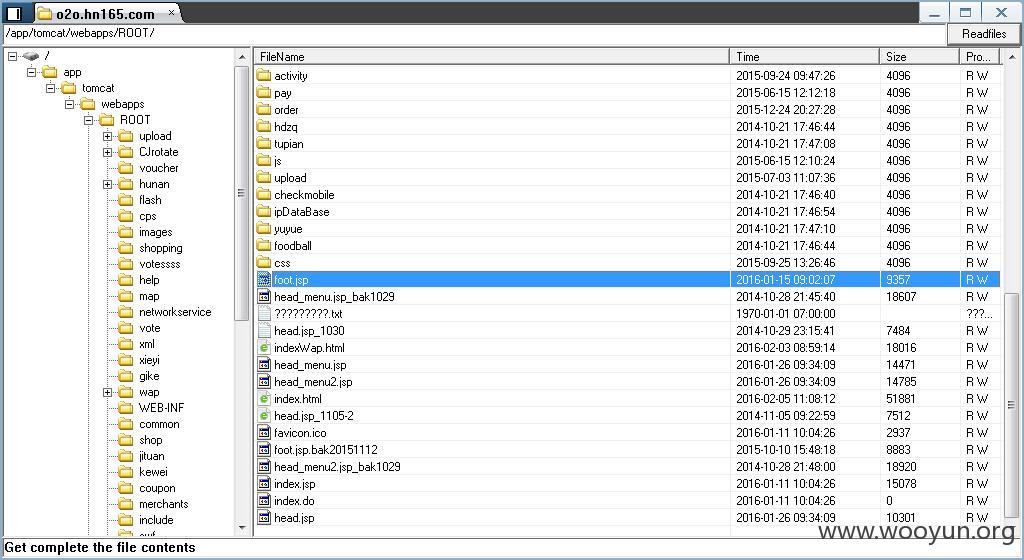 o2o.hn165.com ×
/app/tomcat/webapps/ROOT/
Readfiles
/
app
tomcat
webapps
ROOT
upload
CJrotate
voucher
hunan
flash
cps
images
shopping
votessss
help
map
networkservice
vote
xml
xieyi
gike
wap
WEB-INF
common
shop
jituan
kewei
coupon
merchants
include
swf
FileName Time Size Pro...
activity 2015-09-24 09:47:26 4096 R W
pay 2015-06-15 12:12:18 4096 R W
order 2015-12-24 20:27:28 4096 R W
hdzq 2014-10-21 17:46:44 4096 R W
tupian 2014-10-21 17:47:08 4096 R W
js 2015-06-15 12:10:24 4096 R W
upload 2015-07-03 11:07:36 4096 R W
checkmobile 2014-10-21 17:46:40 4096 R W
ipDataBase 2014-10-21 17:46:54 4096 R W
yuyue 2014-10-21 17:47:10 4096 R W
foodball 2014-10-21 17:46:44 4096 R W
css 2015-09-25 13:26:46 4096 R W
foot.jsp 2016-01-15 09:02:07 9357 R W
head_menu.jsp_bak1029 2014-10-28 21:45:40 18607 R W
?????????.txt 1970-01-01 07:00:00 ???...
head.jsp_1030 2014-10-29 23:15:41 7484 R W
indexWap.html 2016-02-03 08:59:14 18016 R W
head_menu.jsp 2016-01-26 09:34:09 14471 R W
head_menu2.jsp 2016-01-26 09:34:09 14785 R W
index.html 2016-02-05 11:08:12 51881 R W
head.jsp_1105-2 2014-11-05 09:22:59 7512 R W
favicon.ico 2016-01-11 10:04:26 2937 R W
foot.jsp.bak20151112 2015-10-10 15:48:18 8883 R W
head_menu2.jsp_bak1029 2014-10-28 21:48:00 18920 R W
index.jsp 2016-01-11 10:04:26 15078 R W
index.do 2016-01-11 10:04:26 0 R W
head.jsp 2016-01-26 09:34:09 10301 R W
www.wooyun.org
Get complete the file contents